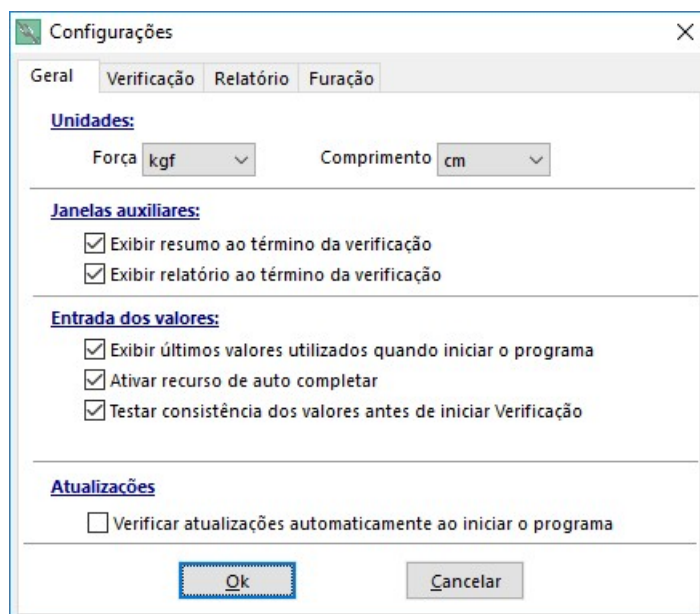 Configurações
Geral Verificação Relatório Furação
Unidades:
Força kgf Comprimento cm
Janelas auxiliares:
Exibir resumo ao término da verificação
Exibir relatório ao término da verificação
Entrada dos valores:
Exibir últimos valores utilizados quando iniciar o programa
Ativar recurso de auto completar
Testar consistência dos valores antes de iniciar Verificação
Atualizações
Verificar atualizações automaticamente ao iniciar o programa
Ok Cancelar